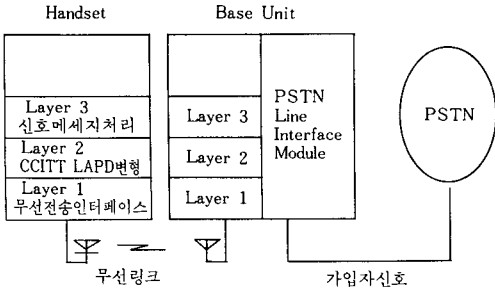 Handset
Base Unit
Layer 3
신호메세지처리
Layer 2
CCITT LAPD변형
Layer 1
무선전송인터페이스
Layer 3
Layer 2
Layer 1
PSTN
Line
Interface
Module
PSTN
무선링크
가입자신호